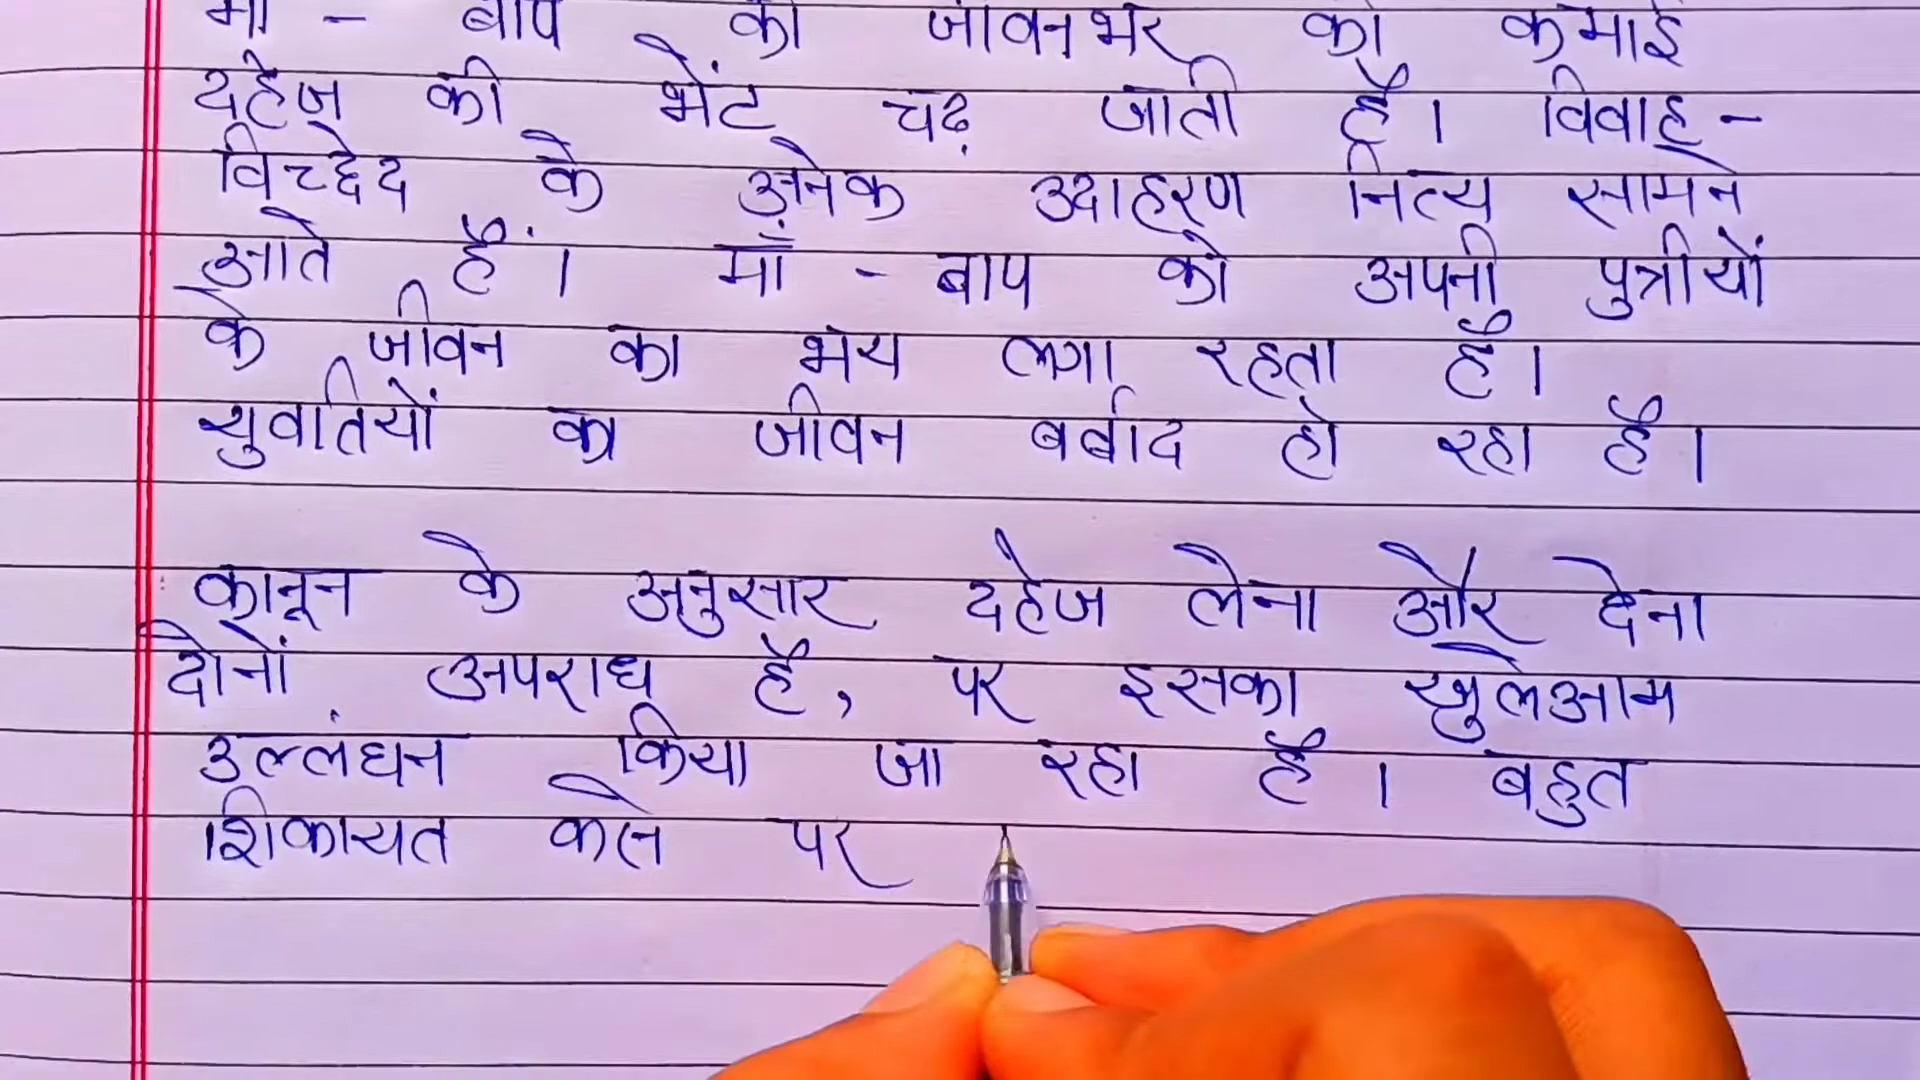 माँ - बाप की जीवनभर की कमाई
दहेज की भेंट चढ़ जाती है। विवाह -
विच्छेद के अनेक उदाहरण नित्य सामने
आते हैं। माँ - बाप को अपनी पुत्रीयों
के जीवन का भय लगा रहता है।
युवतियों का जीवन बर्बाद हो रहा है।
कानून के अनुसार दहेज लेना और देना
दोनों अपराध है, पर इसका खुलेआम
उल्लंघन किया जा रहा है। बहुत
शिकायत करने पर